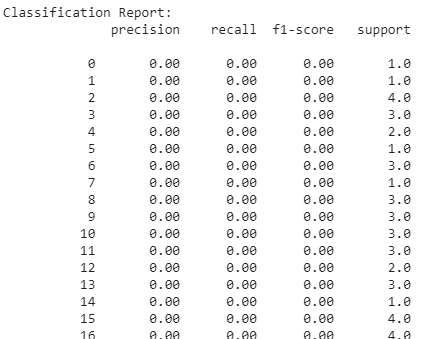 Classification Report:
precision recall f1-score support
0 0.00 0.00 0.00 1.0
1 0.00 0.00 0.00 1.0
2 0.00 0.00 0.00 4.0
3 0.00 0.00 0.00 3.0
4 0.00 0.00 0.00 2.0
5 0.00 0.00 0.00 1.0
6 0.00 0.00 0.00 3.0
7 0.00 0.00 0.00 1.0
8 0.00 0.00 0.00 3.0
9 0.00 0.00 0.00 3.0
10 0.00 0.00 0.00 3.0
11 0.00 0.00 0.00 3.0
12 0.00 0.00 0.00 2.0
13 0.00 0.00 0.00 3.0
14 0.00 0.00 0.00 1.0
15 0.00 0.00 0.00 4.0
16 0.00 0.00 0.00 4.0